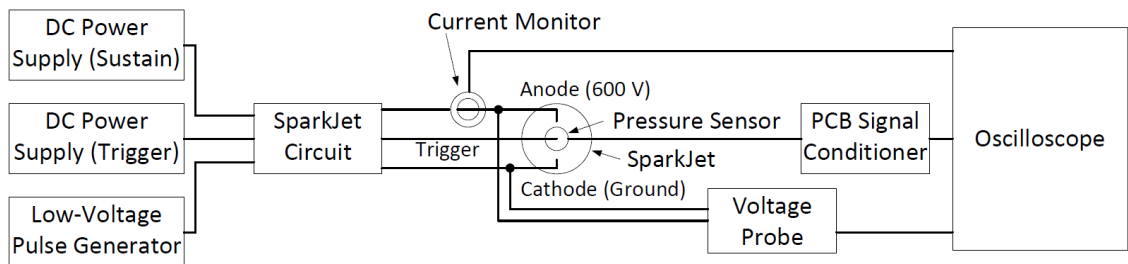 DC Power
Supply (Sustain)
DC Power
Supply (Trigger)
Low-Voltage
Pulse Generator
SparkJet
Circuit
Current Monitor
Anode (600 V)
Trigger
Cathode (Ground)
Pressure Sensor
SparkJet
PCB Signal
Conditioner
Voltage
Probe
Oscilloscope